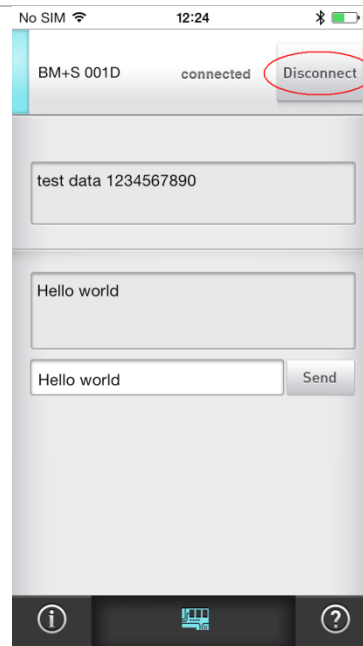 No SIM 12:24
BM+S 001D connected Disconnect
test data 1234567890
Hello world
Hello world Send